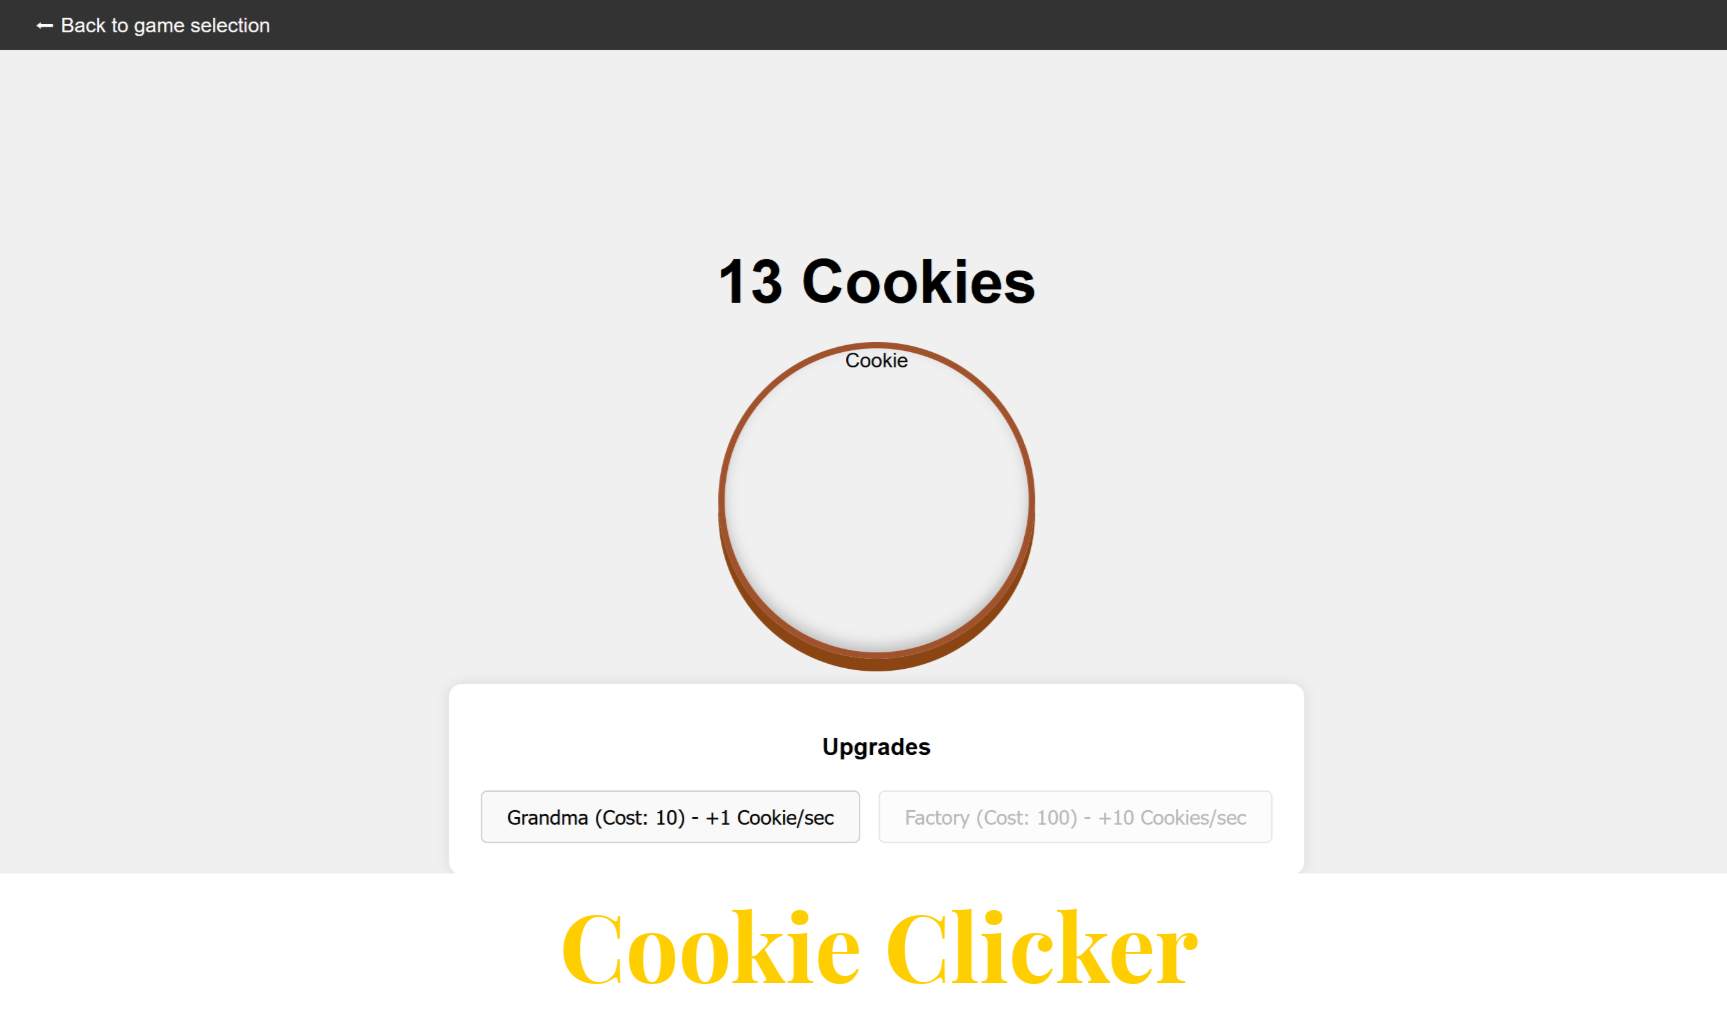 ← Back to game selection
13 Cookies
Cookie
Upgrades
Grandma (Cost: 10) - +1 Cookie/sec
Factory (Cost: 100) - +10 Cookies/sec
Cookie Clicker